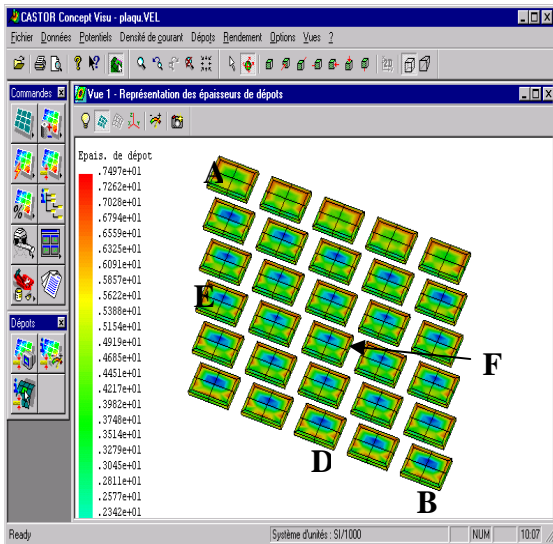 CASTOR Concept Visu - plaqu.VEL
Fichier Données Potentiels Densité de courant Dépots Rendement Options Vues ?
Commandes
Vue 1 - Représentation des épaisseurs de dépots
Epais. de dépot
.7497e+01
.7262e+01
.7028e+01
.6794e+01
.6559e+01
.6325e+01
.6091e+01
.5857e+01
.5622e+01
.5388e+01
.5154e+01
.4919e+01
.4685e+01
.4451e+01
.4217e+01
.3982e+01
.3748e+01
.3514e+01
.3279e+01
.3045e+01
.2811e+01
.2577e+01
.2342e+01
Dépots
A
E
F
D
B
Ready
Système d'unités : SI/1000
NUM
10:07